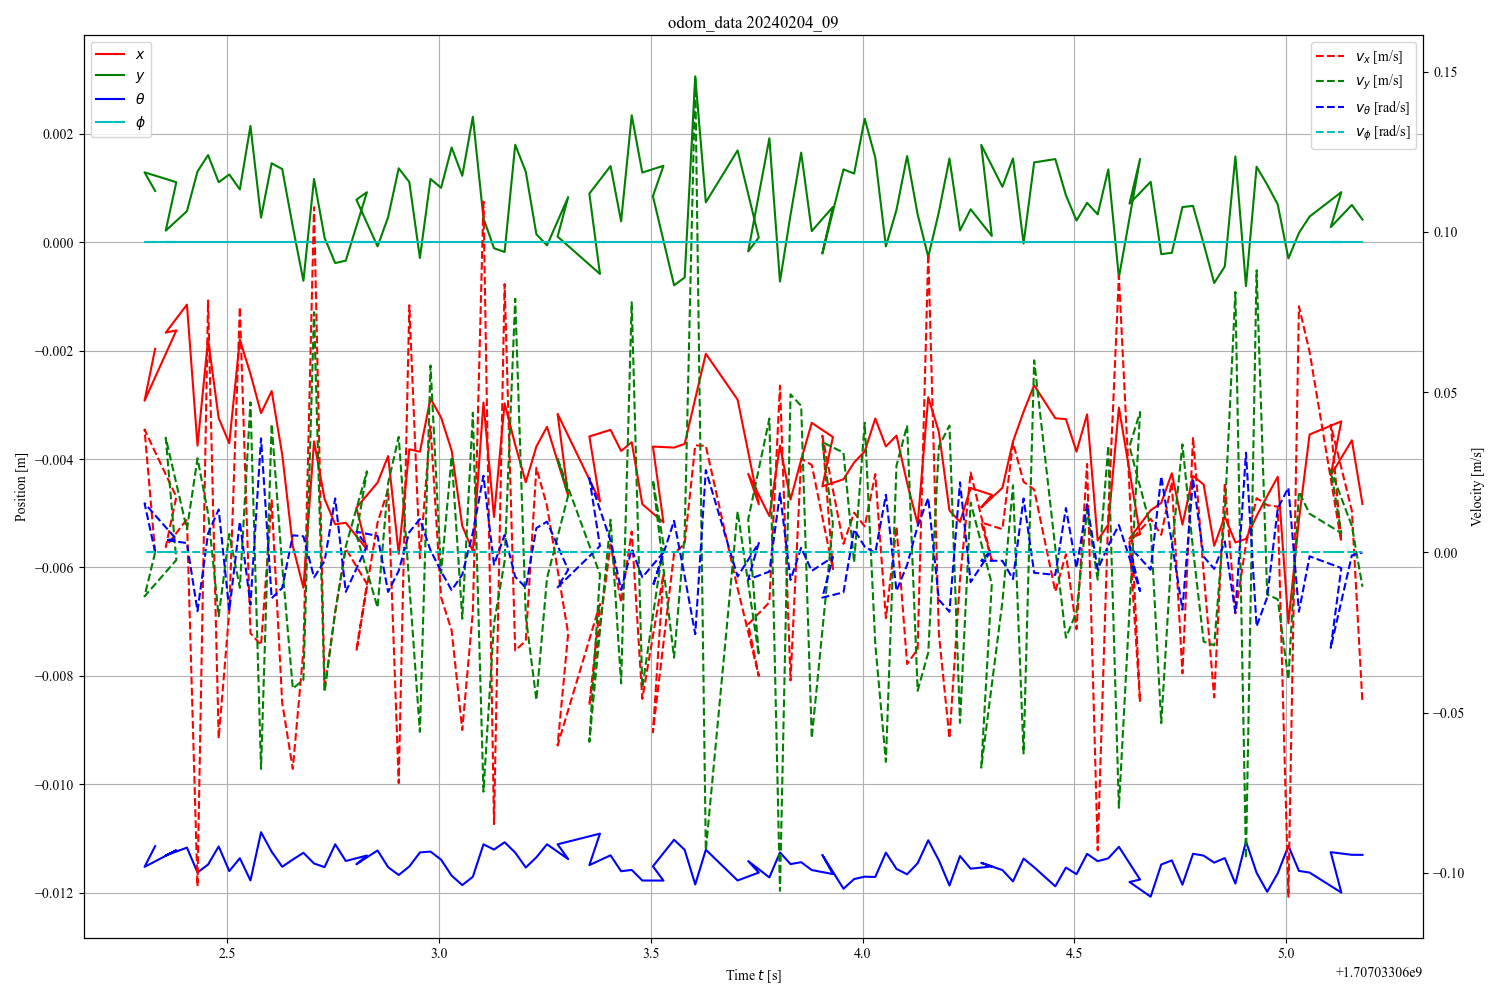 odom_data 20240204_09
x
y
θ
ϕ
v_x [m/s]
v_y [m/s]
v_θ [rad/s]
v_ϕ [rad/s]
0.002
0.000
−0.002
−0.004
−0.006
−0.008
−0.010
−0.012
Position [m]
0.15
0.10
0.05
0.00
−0.05
−0.10
Velocity [m/s]
2.5
3.0
3.5
4.0
4.5
5.0
Time t [s]
+1.70703306e9